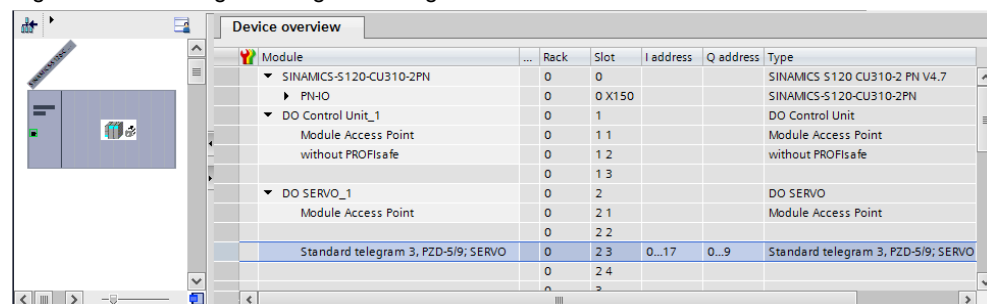 Device overview
Module ... Rack Slot I address Q address Type
SINAMICS-S120-CU310-2PN 0 0 SINAMICS S120 CU310-2 PN V4.7
PN-IO 0 0 X150 SINAMICS-S120-CU310-2PN
DO Control Unit_1 0 1 DO Control Unit
Module Access Point 0 1 1 Module Access Point
without PROFIsafe 0 1 2 without PROFIsafe
0 1 3
DO SERVO_1 0 2 DO SERVO
Module Access Point 0 2 1 Module Access Point
0 2 2
Standard telegram 3, PZD-5/9; SERVO 0 2 3 0...17 0...9 Standard telegram 3, PZD-5/9; SERVO
0 2 4